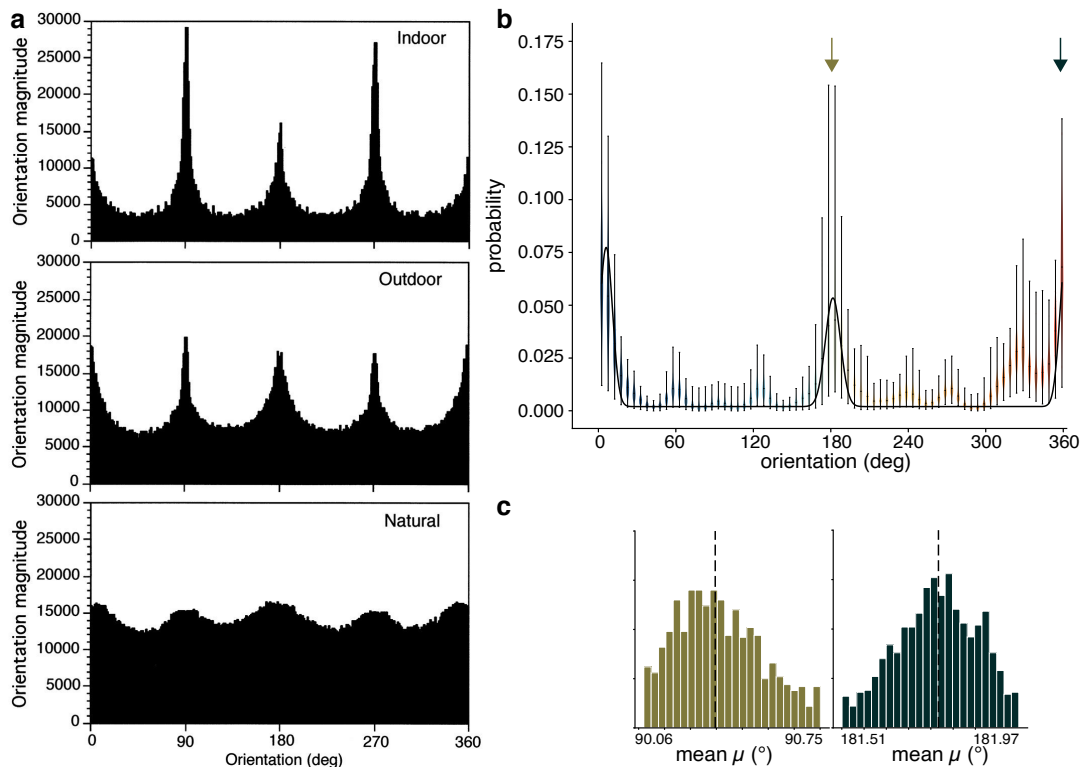 a
Indoor
Orientation magnitude
30000
25000
20000
15000
10000
5000
0
Outdoor
Orientation magnitude
30000
25000
20000
15000
10000
5000
0
Natural
Orientation magnitude
30000
25000
20000
15000
10000
5000
0
0 90 180 270 360
Orientation (deg)
b
probability
0.175
0.150
0.125
0.100
0.075
0.050
0.025
0.000
0 60 120 180 240 300 360
orientation (deg)
c
90.06 90.75
mean μ (°)
181.51 181.97
mean μ (°)